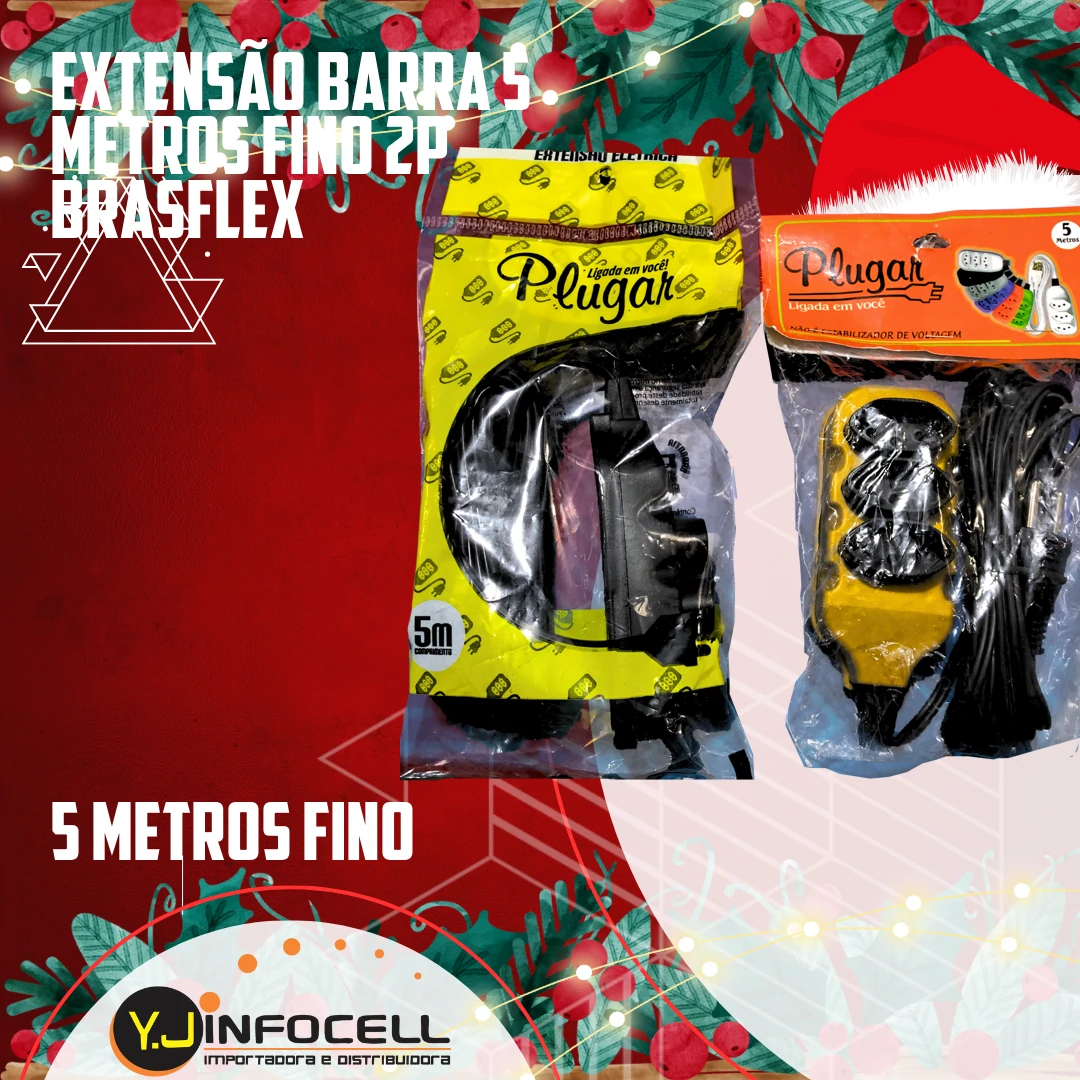 EXTENSÃO BARRA 5
METROS FINO 2P
BRASFLEX
EXTENSÃO ELÉTRICA
Ligada em você!
Plugar
5m
COMPRIMENTO
5
Metros
Plugar
Ligada em você
NÃO É ESTABILIZADOR DE VOLTAGEM
5 METROS FINO
Y.J INFOCELL
IMPORTADORA E DISTRIBUIDORA